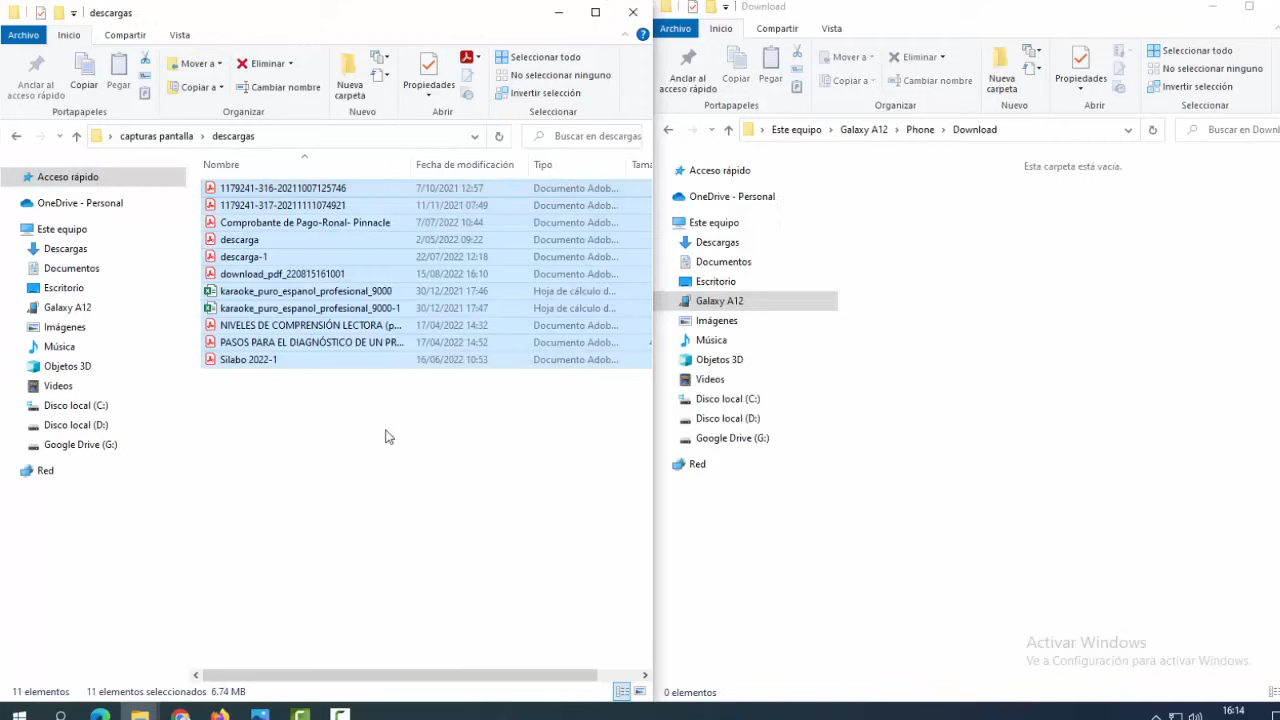 descargas
Archivo Inicio Compartir Vista
Anclar al acceso rápido
Copiar
Pegar
Mover a
Copiar a
Eliminar
Cambiar nombre
Nueva carpeta
Propiedades
Seleccionar todo
No seleccionar ninguno
Invertir selección
Portapapeles Organizar Nuevo Abrir Seleccionar
capturas pantalla > descargas
Buscar en descargas
Acceso rápido
OneDrive - Personal
Este equipo
Descargas
Documentos
Escritorio
Galaxy A12
Imágenes
Música
Objetos 3D
Videos
Disco local (C:)
Disco local (D:)
Google Drive (G:)
Red
Nombre Fecha de modificación Tipo Tama
1179241-316-20211007125746 7/10/2021 12:57 Documento Adob...
1179241-317-20211111074921 11/11/2021 07:49 Documento Adob...
Comprobante de Pago-Ronal- Pinnacle 7/07/2022 10:44 Documento Adob...
descarga 2/05/2022 09:22 Documento Adob...
descarga-1 22/07/2022 12:18 Documento Adob...
download_pdf_220815161001 15/08/2022 16:10 Documento Adob...
karaoke_puro_espanol_profesional_9000 30/12/2021 17:46 Hoja de cálculo d...
karaoke_puro_espanol_profesional_9000-1 30/12/2021 17:47 Hoja de cálculo d...
NIVELES DE COMPRENSIÓN LECTORA (p... 17/04/2022 14:32 Documento Adob...
PASOS PARA EL DIAGNÓSTICO DE UN PR... 17/04/2022 14:52 Documento Adob...
Silabo 2022-1 16/06/2022 10:53 Documento Adob...
11 elementos 11 elementos seleccionados 6.74 MB
Download
Archivo Inicio Compartir Vista
Anclar al acceso rápido
Copiar
Pegar
Mover a
Copiar a
Eliminar
Cambiar nombre
Nueva carpeta
Propiedades
Seleccionar todo
No seleccionar ninguno
Invertir selección
Portapapeles Organizar Nuevo Abrir Seleccionar
Este equipo > Galaxy A12 > Phone > Download
Buscar en Down
Esta carpeta está vacía.
Acceso rápido
OneDrive - Personal
Este equipo
Descargas
Documentos
Escritorio
Galaxy A12
Imágenes
Música
Objetos 3D
Videos
Disco local (C:)
Disco local (D:)
Google Drive (G:)
Red
Activar Windows
Ve a Configuración para activar Windows.
0 elementos
16:14